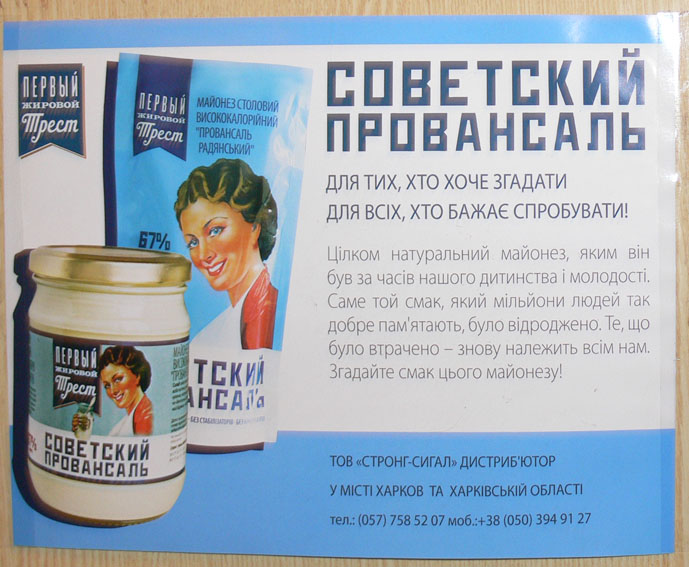 ПЕРВЫЙ
ЖИРОВОЙ
Трест
ПЕРВЫЙ
ЖИРОВОЙ
Трест
МАЙОНЕЗ СТОЛОВИЙ
ВИСОКОКАЛОРІЙНИЙ
"ПРОВАНСАЛЬ
РАДЯНСЬКИЙ"
67%
ТСКИЙ
АНСАЛ'Ь
ПЕРВЫЙ
ЖИРОВОЙ
Трест
СОВЕТСКИЙ
ПРОВАНСАЛЬ
СОВЕТСКИЙ
ПРОВАНСАЛЬ
ДЛЯ ТИХ, ХТО ХОЧЕ ЗГАДАТИ
ДЛЯ ВСІХ, ХТО БАЖАЄ СПРОБУВАТИ!
Цілком натуральний майонез, яким він
був за часів нашого дитинства і молодості.
Саме той смак, який мільйони людей так
добре пам'ятають, було відроджено. Те, що
було втрачено – знову належить всім нам.
Згадайте смак цього майонезу!
ТОВ «СТРОНГ-СИГАЛ» ДИСТРИБ'ЮТОР
У МІСТІ ХАРКОВ ТА ХАРКІВСЬКІЙ ОБЛАСТІ
тел.: (057) 758 52 07 моб.:+38 (050) 394 91 27